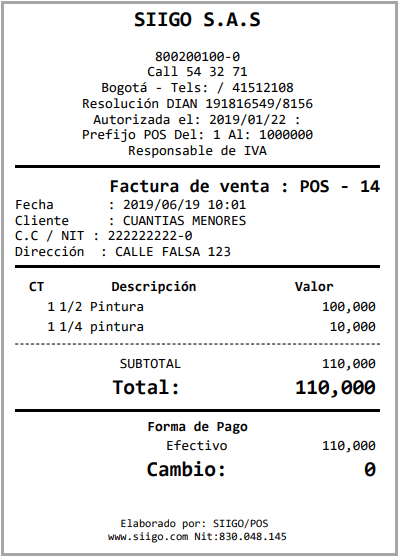 SIIGO S.A.S
800200100-0
Call 54 32 71
Bogotá - Tels: / 41512108
Resolución DIAN 191816549/8156
Autorizada el: 2019/01/22 :
Prefijo POS Del: 1 Al: 1000000
Responsable de IVA
Factura de venta : POS - 14
Fecha : 2019/06/19 10:01
Cliente : CUANTIAS MENORES
C.C / NIT : 222222222-0
Dirección : CALLE FALSA 123
CT Descripción Valor
1 1/2 Pintura 100,000
1 1/4 pintura 10,000
SUBTOTAL 110,000
Total: 110,000
Forma de Pago
Efectivo 110,000
Cambio: 0
Elaborado por: SIIGO/POS
www.siigo.com Nit:830.048.145